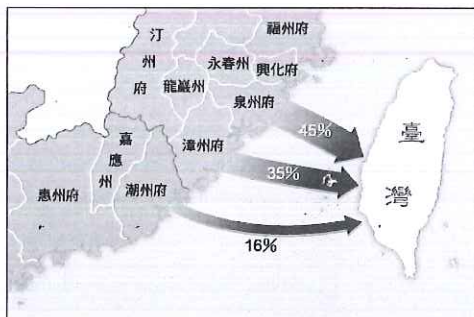 汀州府
福州府
永春州
興化府
龍巖州
泉州府
45%
嘉應州
漳州府
35%
惠州府
潮州府
16%
臺灣